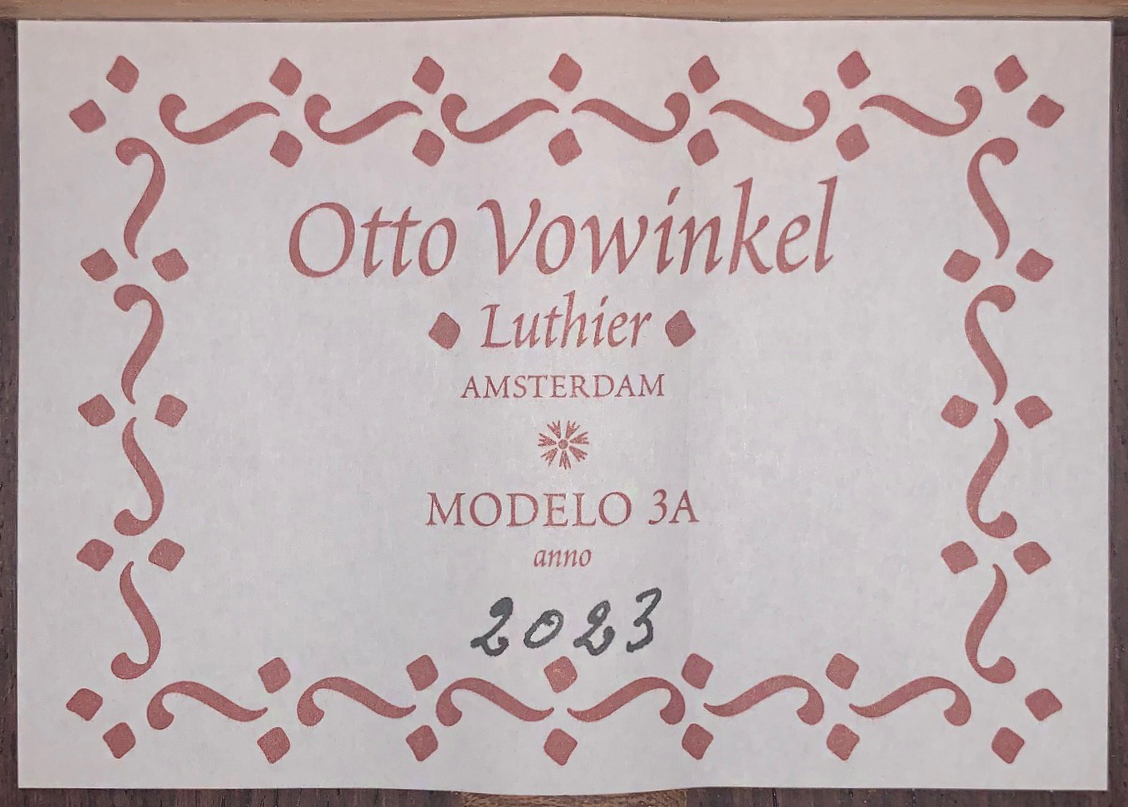 Otto Vowinkel
Luthier
AMSTERDAM
MODELO 3A
anno
2023